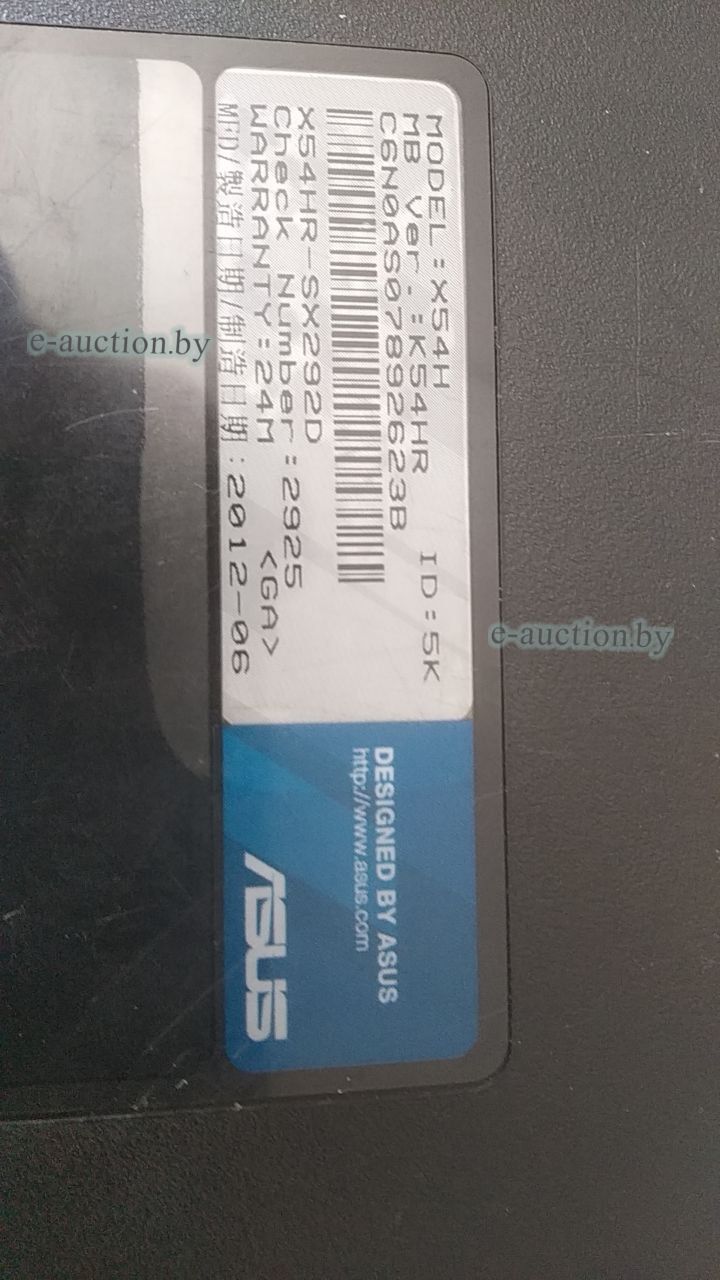 MODEL:X54H
MB Ver.:K54HR ID:5K
C6N0AS07892623B
X54HR-SX292D
Check Number:2925
WARRANTY:24M <GA>
MFD/製造日期/制造日期:2012-06
DESIGNED BY ASUS
http://www.asus.com
ASUS
e-auction.by
e-auction.by